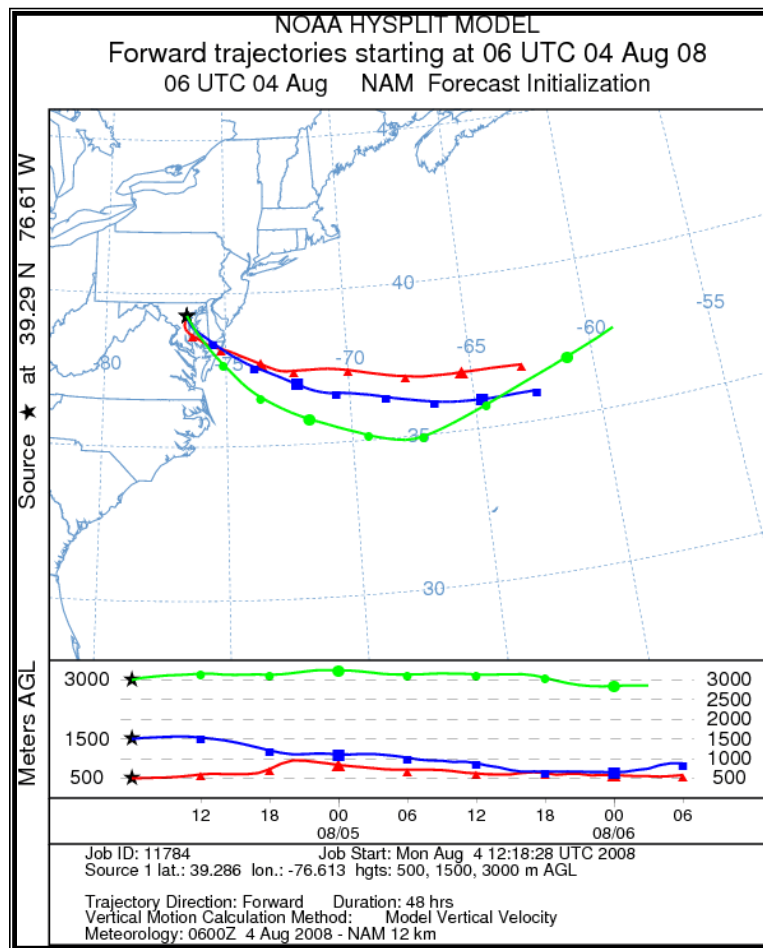 NOAA HYSPLIT MODEL
Forward trajectories starting at 06 UTC 04 Aug 08
06 UTC 04 Aug NAM Forecast Initialization
Source ★ at 39.29 N 76.61 W
45
40
-55
-60
-65
-70
-75
-80
35
30
Meters AGL
3000 3000
2500
2000
1500 1500
1000
500 500
12 18 00 06 12 18 00 06
08/05 08/06
Job ID: 11784 Job Start: Mon Aug 4 12:18:28 UTC 2008
Source 1 lat.: 39.286 lon.: -76.613 hgts: 500, 1500, 3000 m AGL
Trajectory Direction: Forward Duration: 48 hrs
Vertical Motion Calculation Method: Model Vertical Velocity
Meteorology: 0600Z 4 Aug 2008 - NAM 12 km